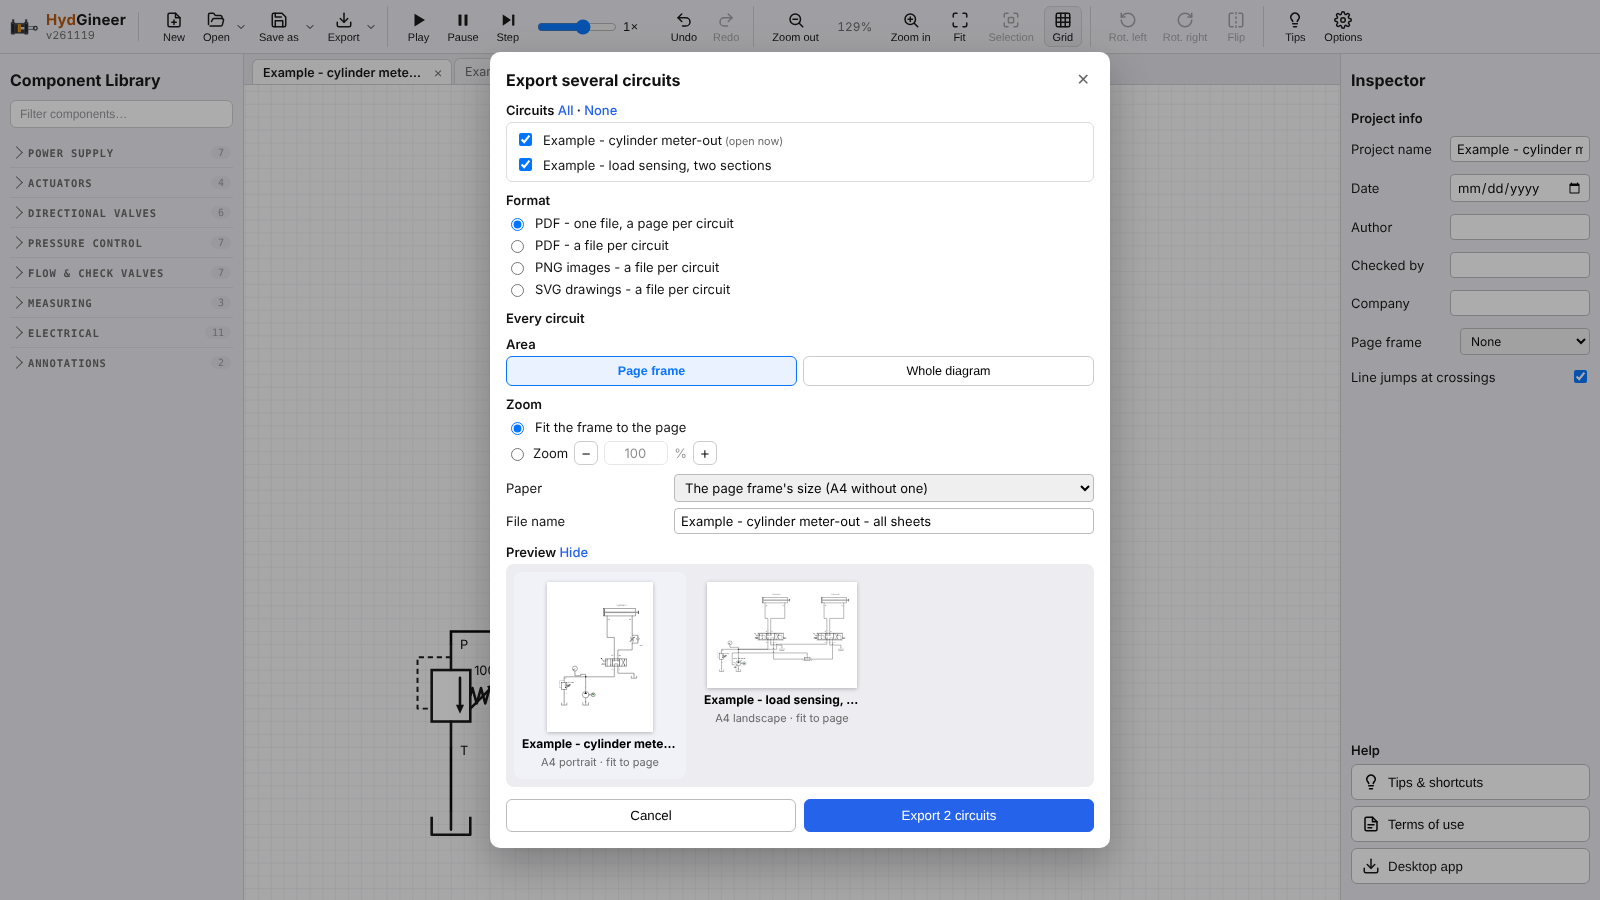 HydGineer
v261119
New
Open
Save as
Export
Play
Pause
Step
1×
Undo
Redo
Zoom out
129%
Zoom in
Fit
Selection
Grid
Rot. left
Rot. right
Flip
Tips
Options
Component Library
Filter components…
POWER SUPPLY 7
ACTUATORS 4
DIRECTIONAL VALVES 6
PRESSURE CONTROL 7
FLOW & CHECK VALVES 7
MEASURING 3
ELECTRICAL 11
ANNOTATIONS 2
Example - cylinder mete... ×
Exam
P
100
T
Export several circuits
×
Circuits All · None
Example - cylinder meter-out (open now)
Example - load sensing, two sections
Format
PDF - one file, a page per circuit
PDF - a file per circuit
PNG images - a file per circuit
SVG drawings - a file per circuit
Every circuit
Area
Page frame
Whole diagram
Zoom
Fit the frame to the page
Zoom − 100 % +
Paper The page frame's size (A4 without one)
File name Example - cylinder meter-out - all sheets
Preview Hide
Example - cylinder mete...
A4 portrait · fit to page
Example - load sensing, ...
A4 landscape · fit to page
Cancel
Export 2 circuits
Inspector
Project info
Project name Example - cylinder m
Date mm/dd/yyyy
Author
Checked by
Company
Page frame None
Line jumps at crossings
Help
Tips & shortcuts
Terms of use
Desktop app